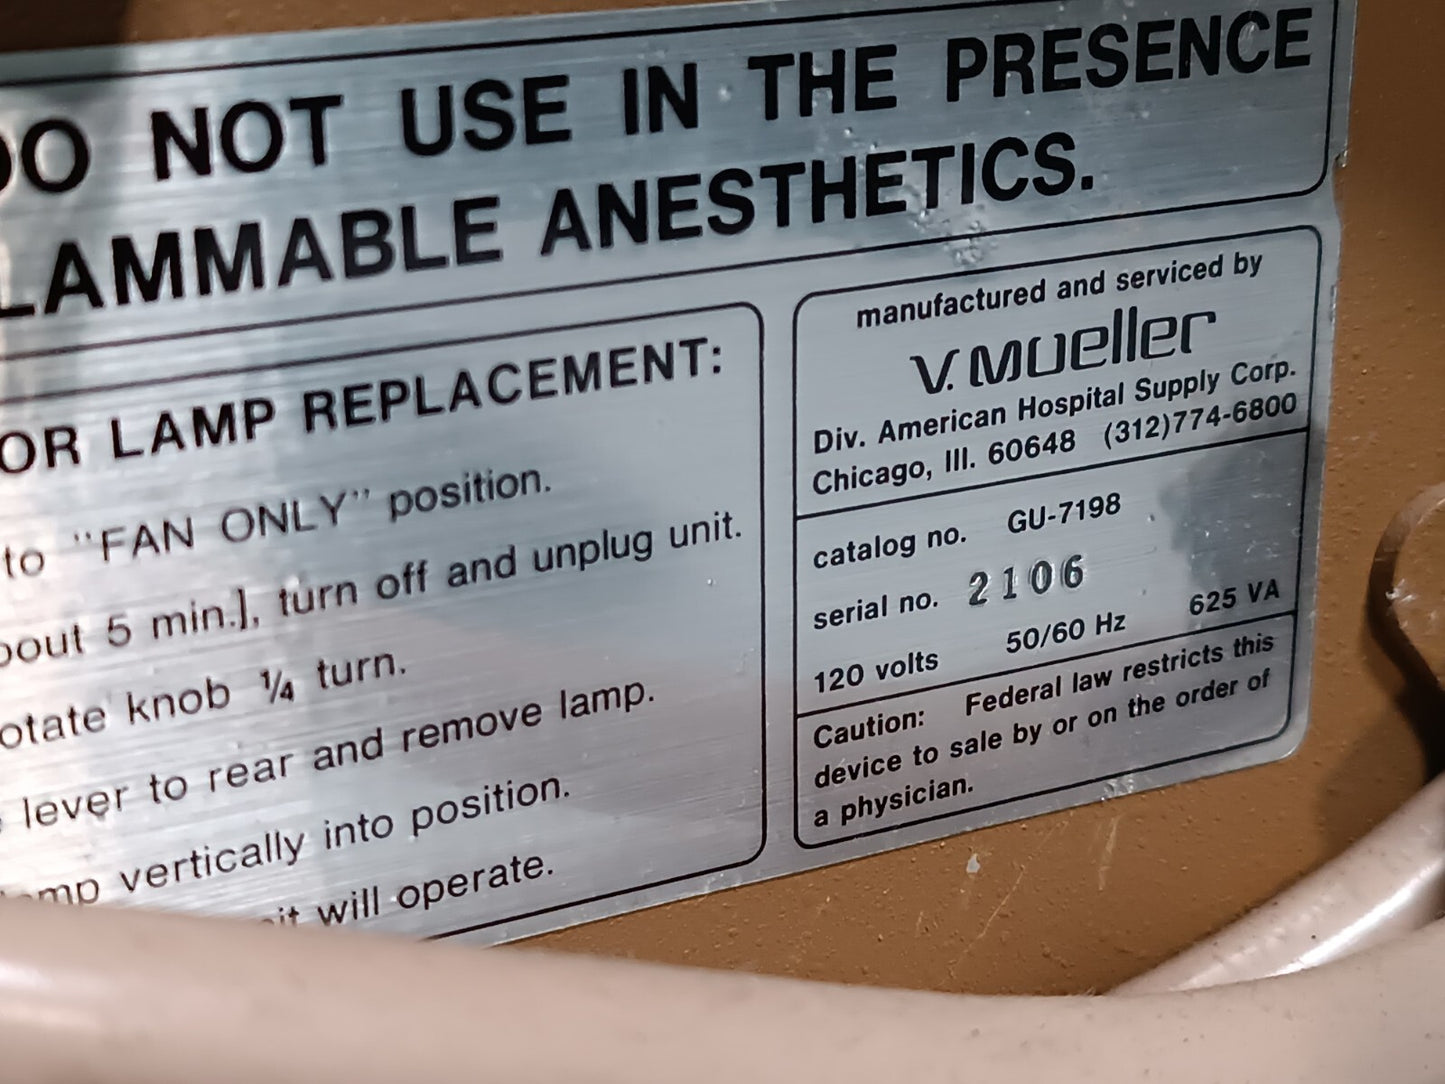 DO NOT USE IN THE PRESENCE
LAMMABLE ANESTHETICS.
OR LAMP REPLACEMENT:
to "FAN ONLY" position.
bout 5 min.], turn off and unplug unit.
otate knob ¼ turn.
lever to rear and remove lamp.
mp vertically into position.
it will operate.
manufactured and serviced by
V. Mueller
Div. American Hospital Supply Corp.
Chicago, Ill. 60648 (312)774-6800
catalog no. GU-7198
serial no. 2106
120 volts 50/60 Hz 625 VA
Caution: Federal law restricts this
device to sale by or on the order of
a physician.